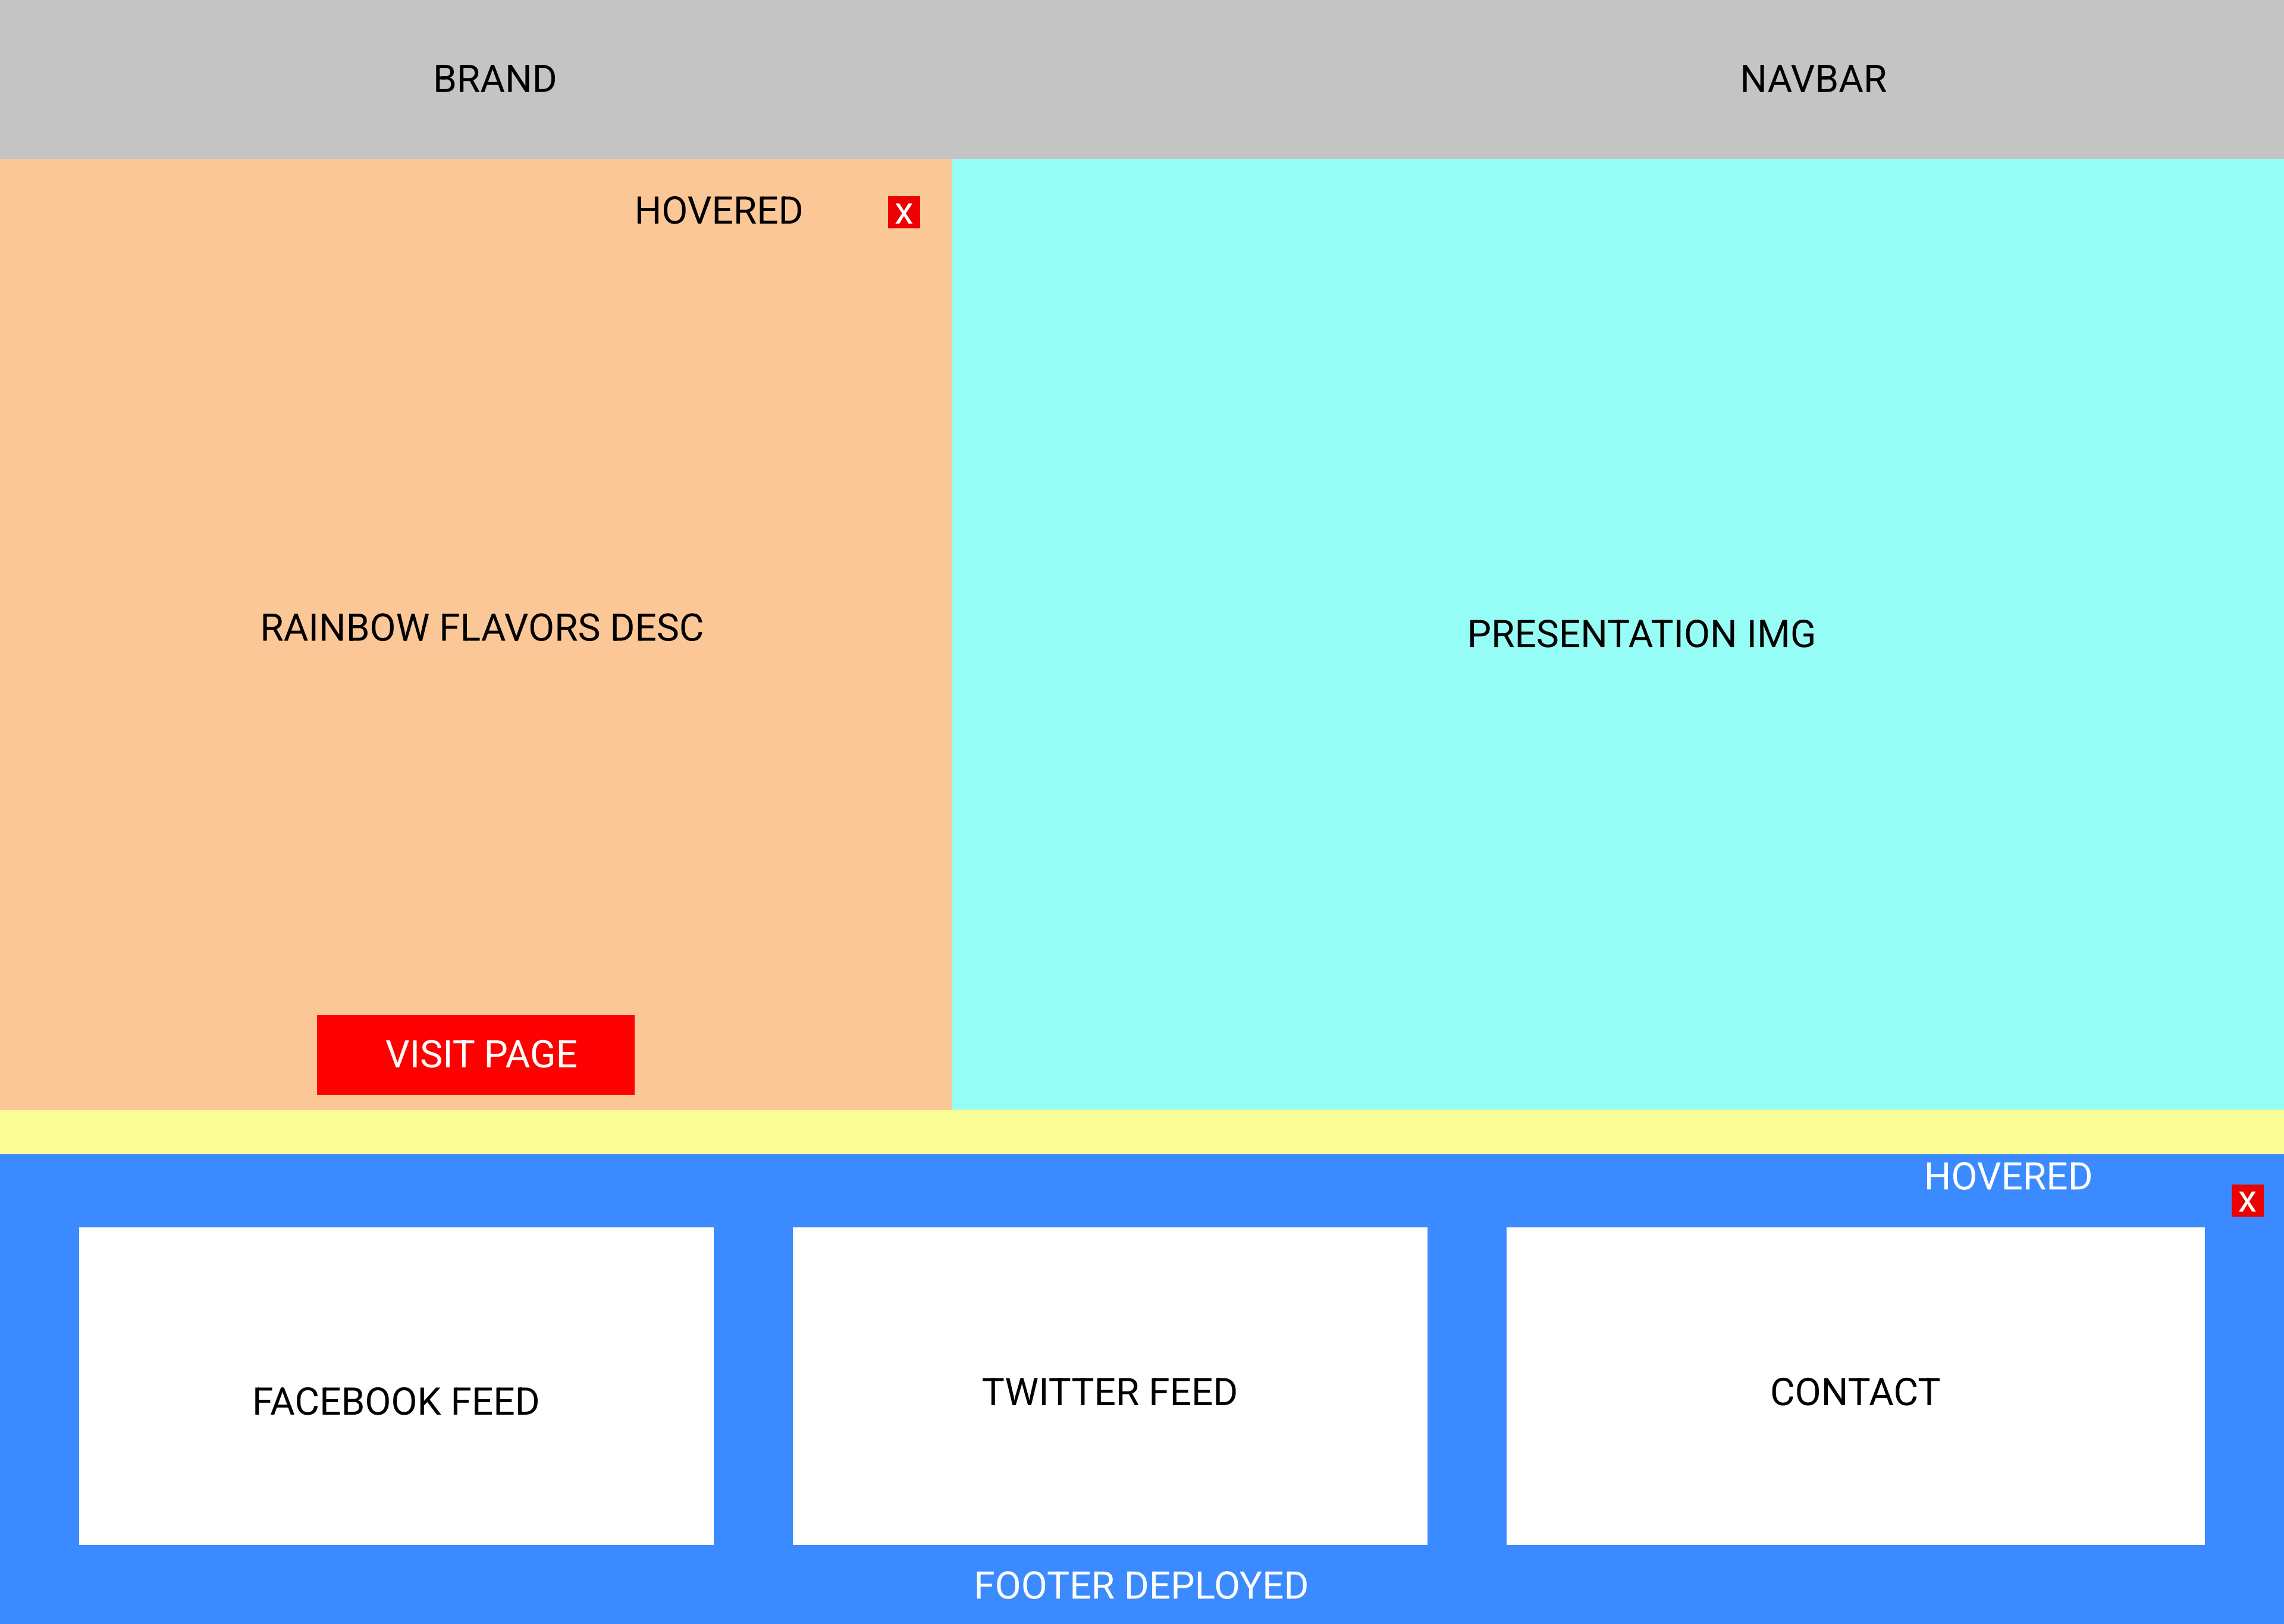 BRAND
NAVBAR
HOVERED
X
RAINBOW FLAVORS DESC
PRESENTATION IMG
VISIT PAGE
HOVERED
X
FACEBOOK FEED
TWITTER FEED
CONTACT
FOOTER DEPLOYED